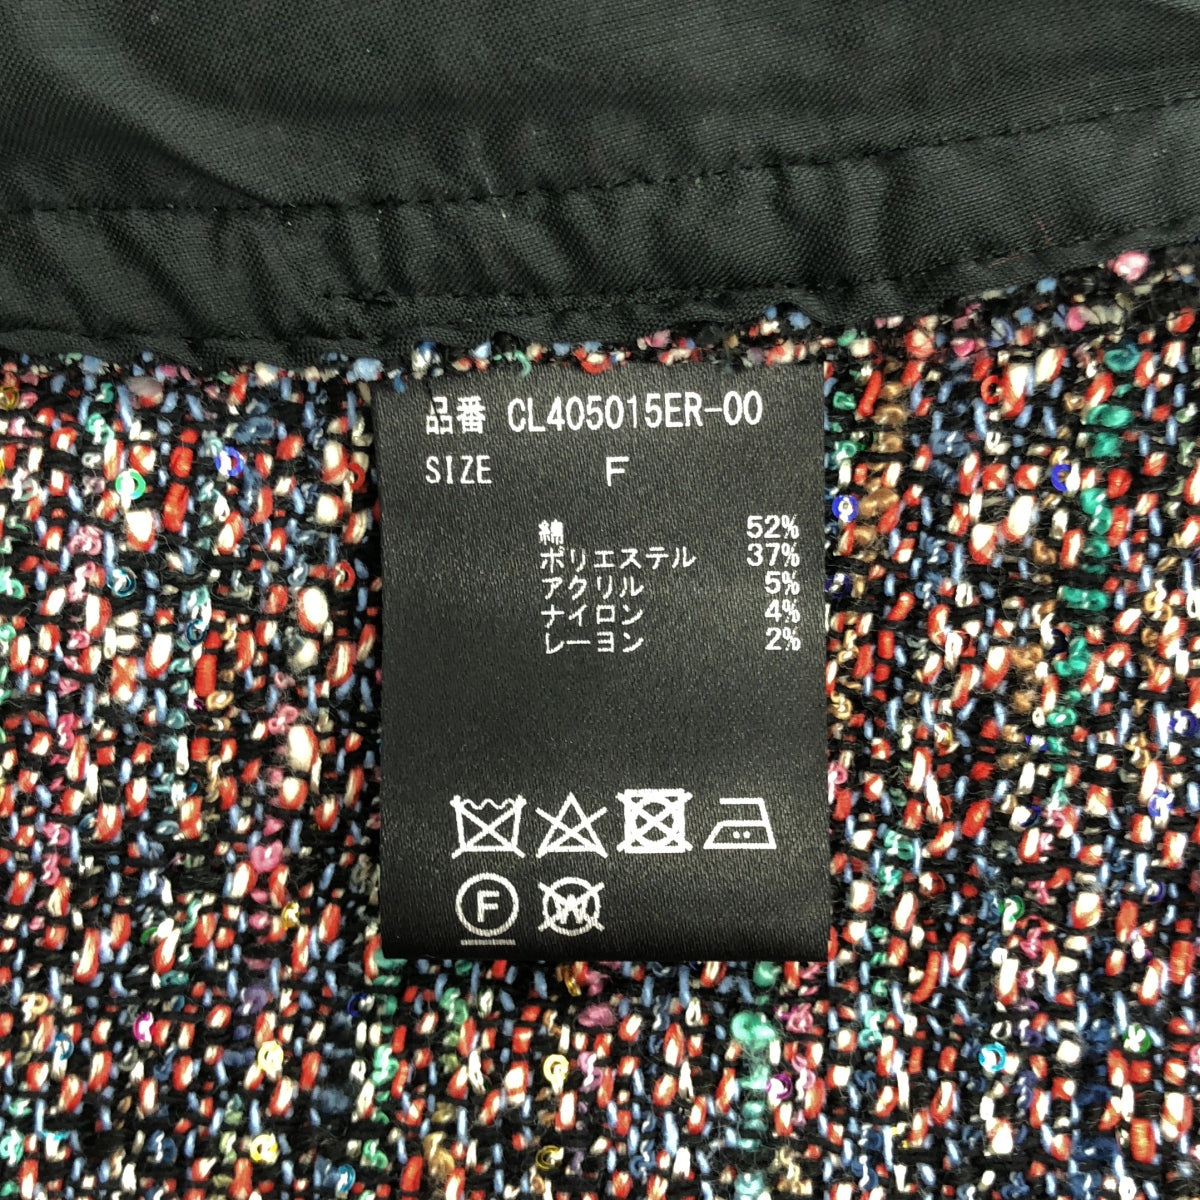 品番 CL405015ER-00
SIZE F
綿 52%
ポリエステル 37%
アクリル 5%
ナイロン 4%
レーヨン 2%
F W